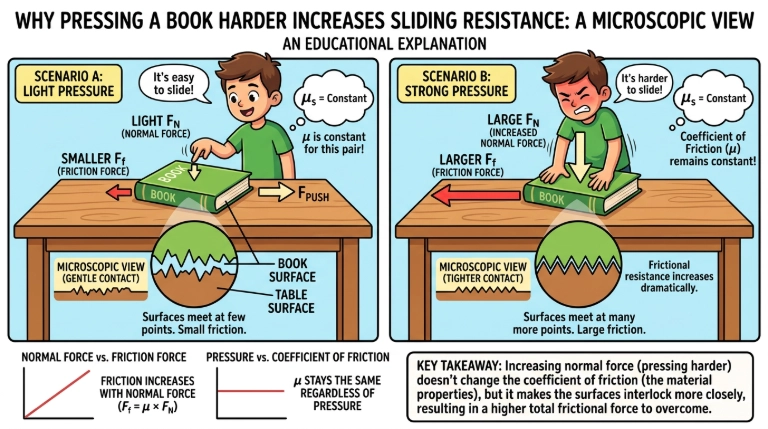 WHY PRESSING A BOOK HARDER INCREASES SLIDING RESISTANCE: A MICROSCOPIC VIEW
AN EDUCATIONAL EXPLANATION
SCENARIO A:
LIGHT PRESSURE
It's easy
to slide!
μs = Constant
μ is constant
for this pair!
LIGHT FN
(NORMAL FORCE)
SMALLER Ff
(FRICTION FORCE)
BOOK
BOOK
FPUSH
MICROSCOPIC VIEW
(GENTLE CONTACT)
BOOK
SURFACE
TABLE
SURFACE
Surfaces meet at few
points. Small friction.
SCENARIO B:
STRONG PRESSURE
It's harder
to slide!
μs = Constant
Coefficient of
Friction (μ)
remains constant!
LARGE FN
(INCREASED
NORMAL FORCE)
LARGER Ff
(FRICTION FORCE)
BOOK
MICROSCOPIC VIEW
(TIGHTER CONTACT)
Frictional
resistance increases
dramatically.
Surfaces meet at many
more points. Large friction.
NORMAL FORCE vs. FRICTION FORCE
FRICTION INCREASES
WITH NORMAL FORCE
(Ff = μ × FN)
PRESSURE vs. COEFFICIENT OF FRICTION
μ STAYS THE SAME
REGARDLESS OF
PRESSURE
KEY TAKEAWAY: Increasing normal force (pressing harder)
doesn't change the coefficient of friction (the material
properties), but it makes the surfaces interlock more closely,
resulting in a higher total frictional force to overcome.